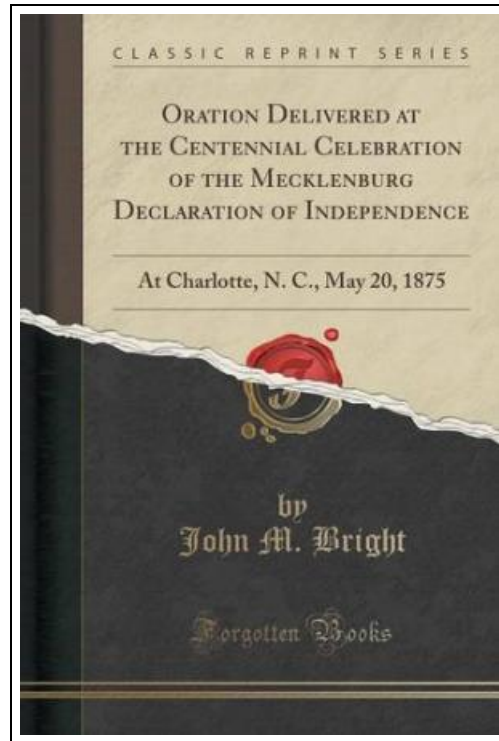 CLASSIC REPRINT SERIES
ORATION DELIVERED AT
THE CENTENNIAL CELEBRATION
OF THE MECKLENBURG
DECLARATION OF INDEPENDENCE
At Charlotte, N. C., May 20, 1875
F
by
John M. Bright
Forgotten Books